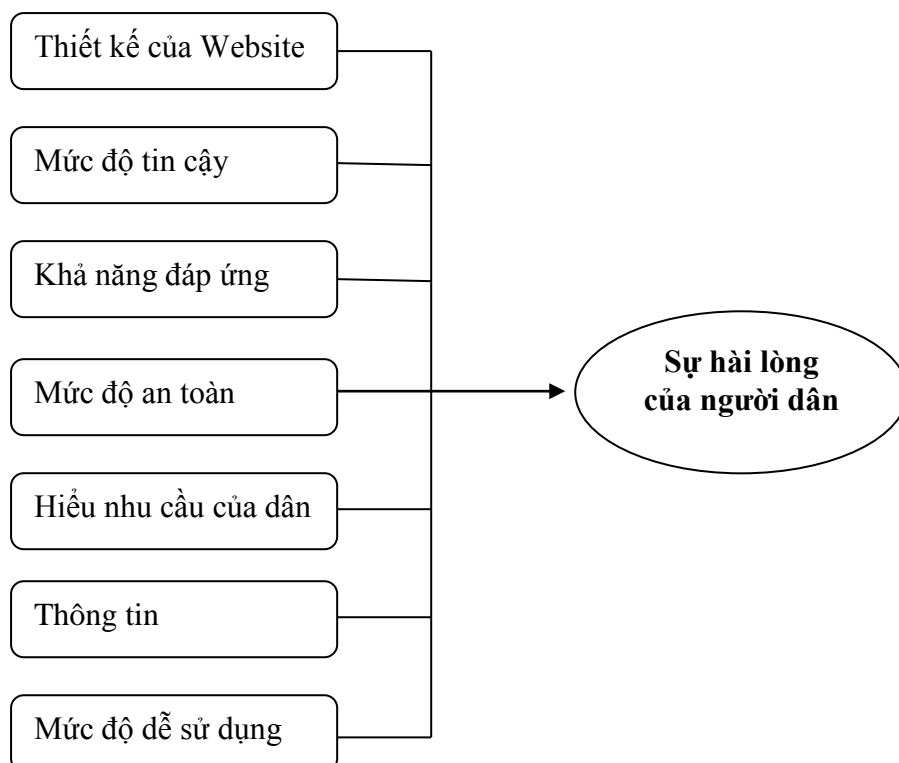 Thiết kế của Website
Mức độ tin cậy
Khả năng đáp ứng
Mức độ an toàn
Hiểu nhu cầu của dân
Thông tin
Mức độ dễ sử dụng
Sự hài lòng
của người dân